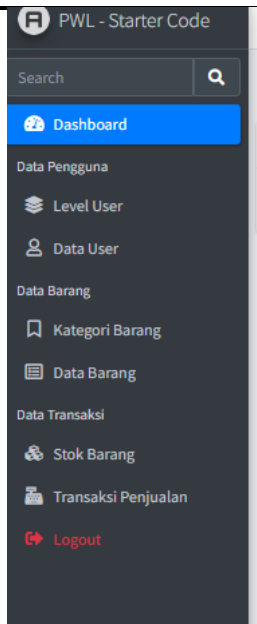 PWL - Starter Code
Search
Dashboard
Data Pengguna
Level User
Data User
Data Barang
Kategori Barang
Data Barang
Data Transaksi
Stok Barang
Transaksi Penjualan
Logout